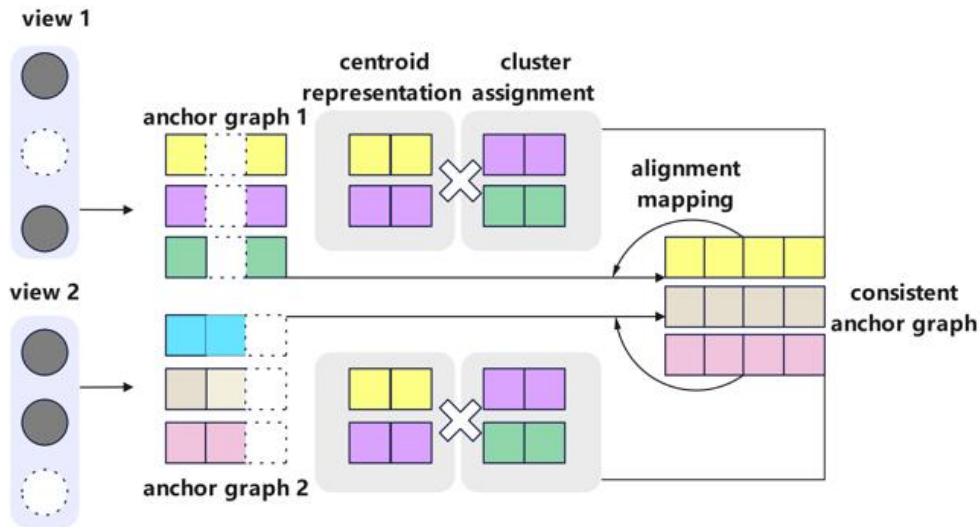 view 1
centroid
representation
cluster
assignment
anchor graph 1
alignment
mapping
view 2
consistent
anchor graph
anchor graph 2